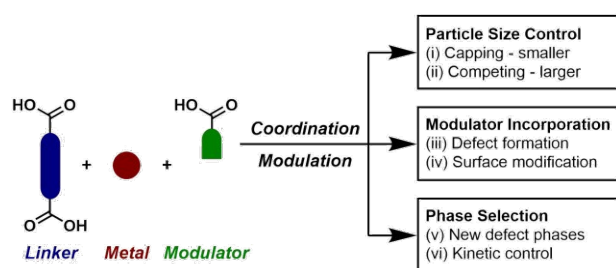 Particle Size Control
(i) Capping - smaller
(ii) Competing - larger
HO O
HO O
Coordination
Modulation
Modulator Incorporation
(iii) Defect formation
(iv) Surface modification
+ +
O OH
Linker Metal Modulator
Phase Selection
(v) New defect phases
(vi) Kinetic control